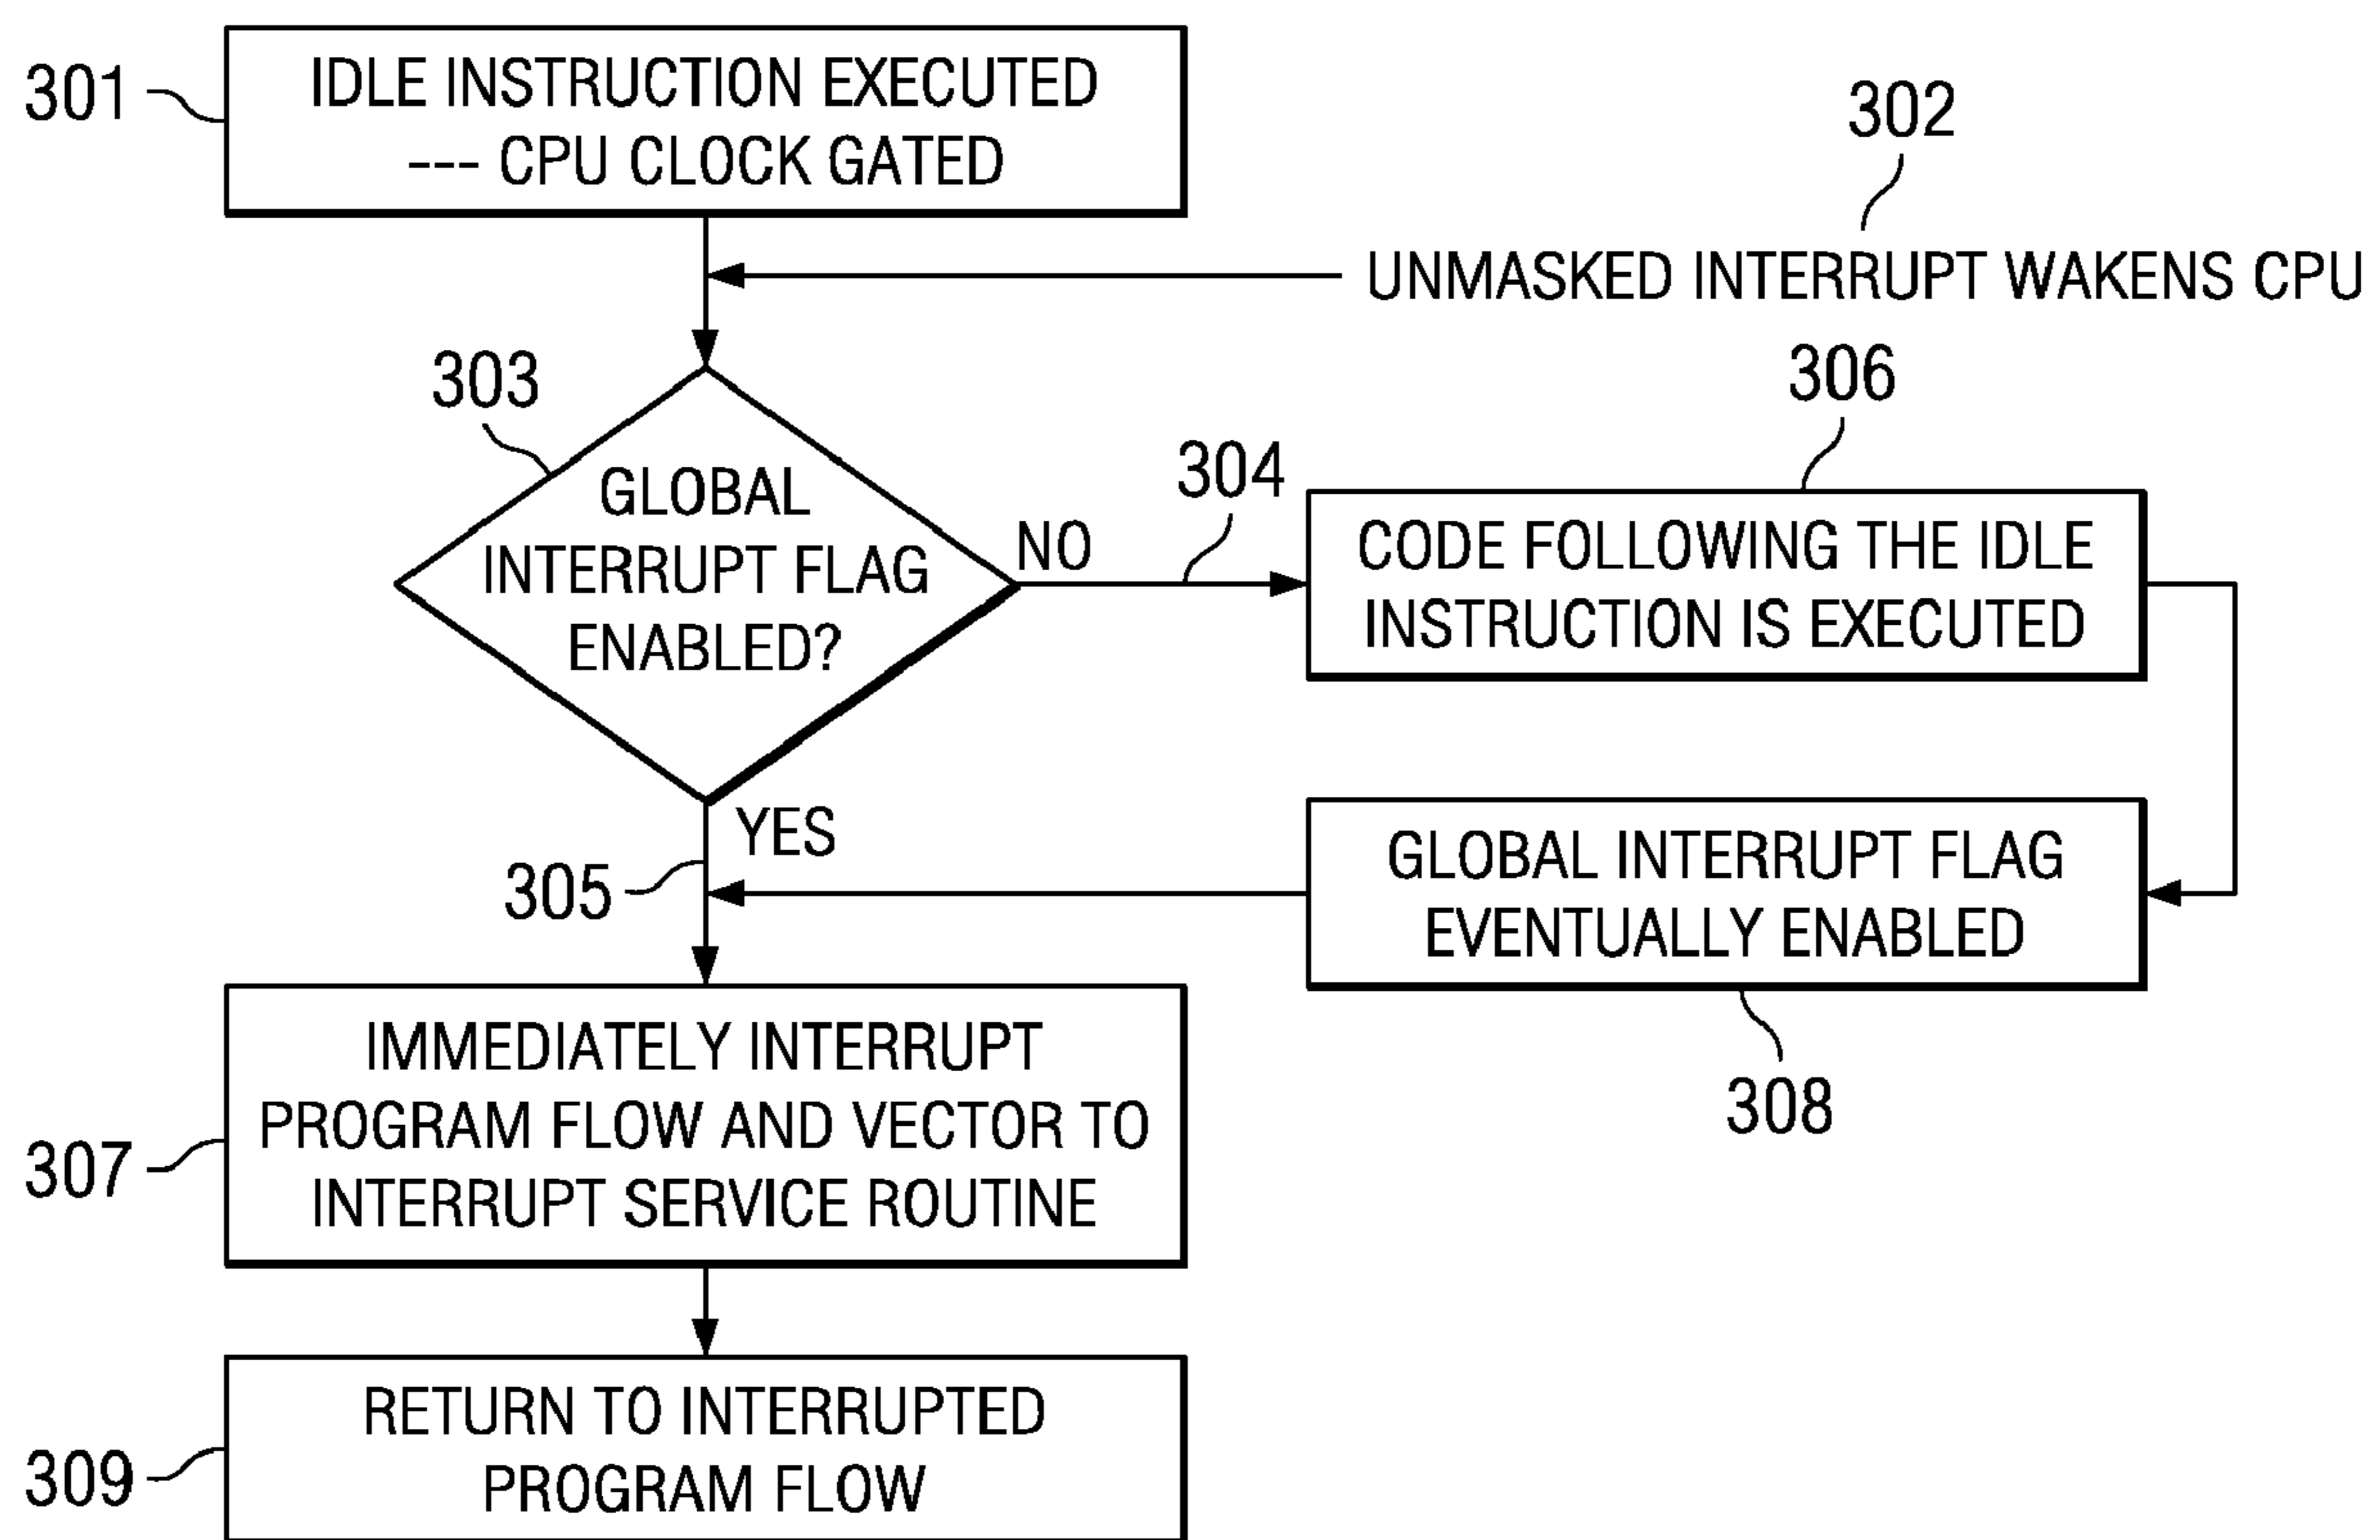 301
IDLE INSTRUCTION EXECUTED
--- CPU CLOCK GATED
302
UNMASKED INTERRUPT WAKENS CPU
303
GLOBAL
INTERRUPT FLAG
ENABLED?
NO
304
306
CODE FOLLOWING THE IDLE
INSTRUCTION IS EXECUTED
YES
305
GLOBAL INTERRUPT FLAG
EVENTUALLY ENABLED
308
307
IMMEDIATELY INTERRUPT
PROGRAM FLOW AND VECTOR TO
INTERRUPT SERVICE ROUTINE
309
RETURN TO INTERRUPTED
PROGRAM FLOW